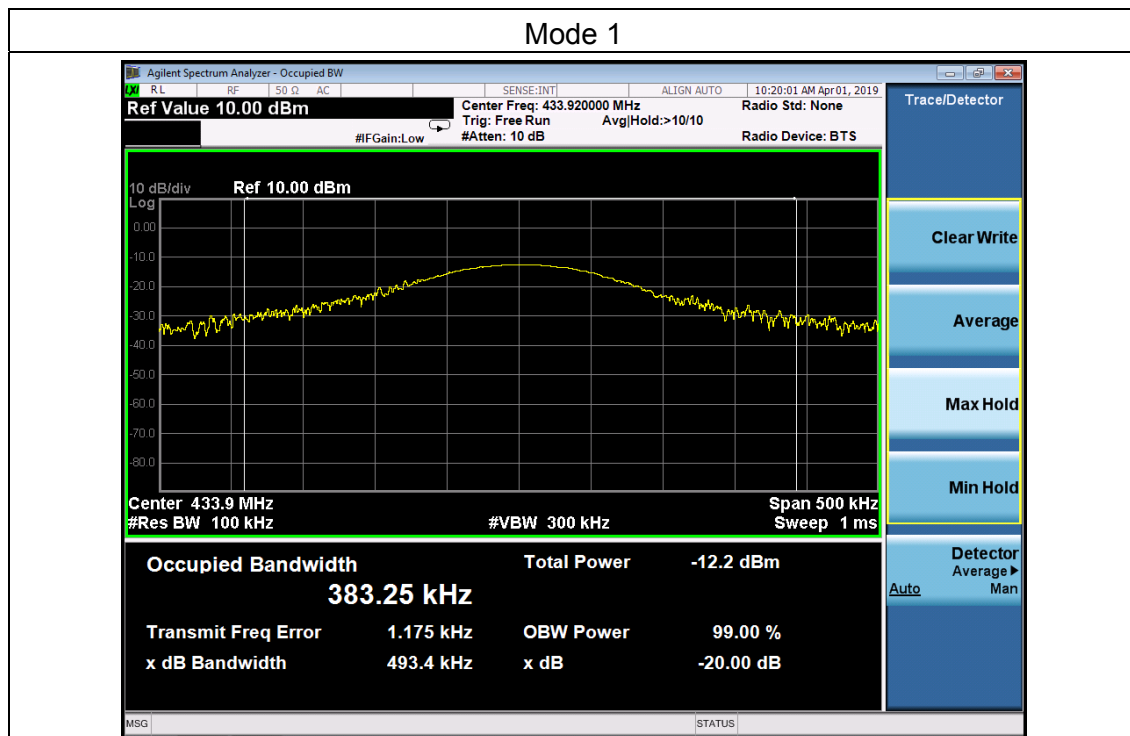 Mode 1
Agilent Spectrum Analyzer - Occupied BW
LXI RL RF 50 Ω AC SENSE:INT ALIGN AUTO 10:20:01 AM Apr 01, 2019
Ref Value 10.00 dBm
Center Freq: 433.920000 MHz
Radio Std: None
Trig: Free Run Avg|Hold:>10/10
#IFGain:Low
#Atten: 10 dB
Radio Device: BTS
10 dB/div Ref 10.00 dBm
Log
0.00
-10.0
-20.0
-30.0
-40.0
-50.0
-60.0
-70.0
-80.0
Center 433.9 MHz Span 500 kHz
#Res BW 100 kHz #VBW 300 kHz Sweep 1 ms
Occupied Bandwidth Total Power -12.2 dBm
383.25 kHz
Transmit Freq Error 1.175 kHz OBW Power 99.00 %
x dB Bandwidth 493.4 kHz x dB -20.00 dB
MSG STATUS
Trace/Detector
Clear Write
Average
Max Hold
Min Hold
Detector
Average▶
Auto Man